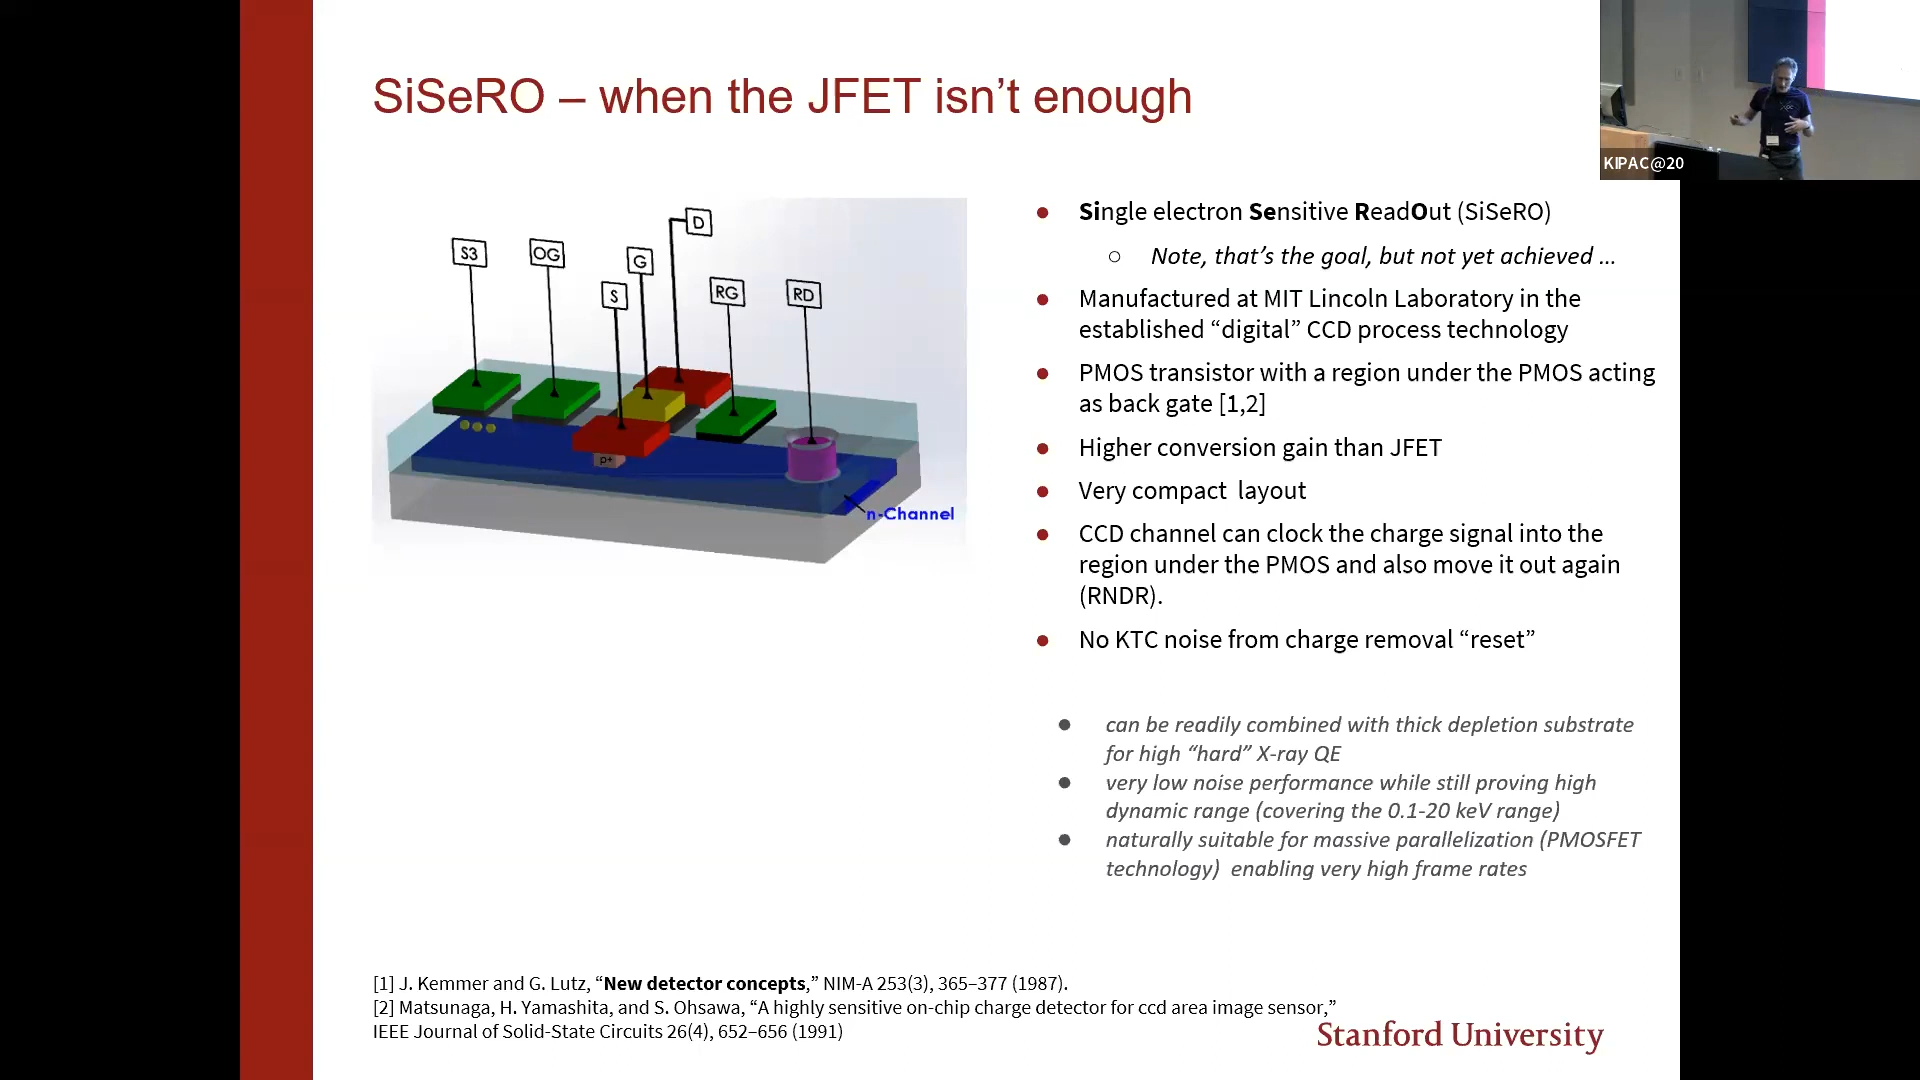 SiSeRO – when the JFET isn't enough
KIPAC@20
S3
OG
S
G
D
RG
RD
p+
n-Channel
● Single electron Sensitive ReadOut (SiSeRO)
○ Note, that's the goal, but not yet achieved ...
● Manufactured at MIT Lincoln Laboratory in the
established “digital” CCD process technology
● PMOS transistor with a region under the PMOS acting
as back gate [1,2]
● Higher conversion gain than JFET
● Very compact layout
● CCD channel can clock the charge signal into the
region under the PMOS and also move it out again
(RNDR).
● No KTC noise from charge removal “reset”
● can be readily combined with thick depletion substrate
for high “hard” X-ray QE
● very low noise performance while still proving high
dynamic range (covering the 0.1-20 keV range)
● naturally suitable for massive parallelization (PMOSFET
technology) enabling very high frame rates
[1] J. Kemmer and G. Lutz, “New detector concepts,” NIM-A 253(3), 365–377 (1987).
[2] Matsunaga, H. Yamashita, and S. Ohsawa, “A highly sensitive on-chip charge detector for ccd area image sensor,”
IEEE Journal of Solid-State Circuits 26(4), 652–656 (1991)
Stanford University